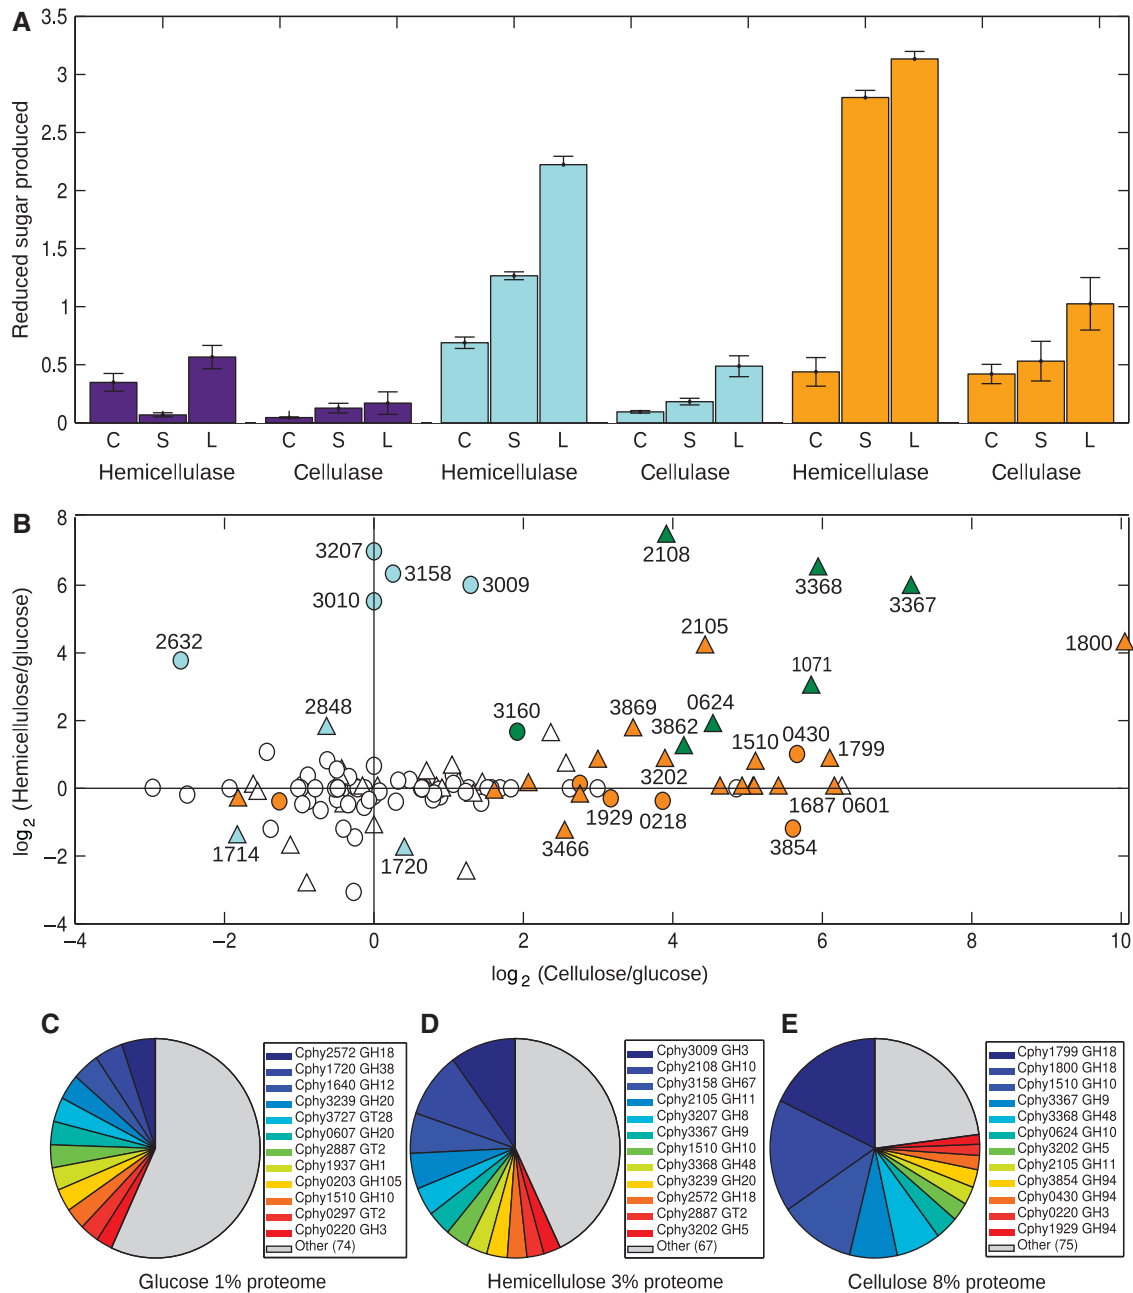 A
3.5
3
2.5
2
1.5
1
0.5
0
Reduced sugar produced
C S L C S L C S L C S L C S L C S L
Hemicellulase Cellulase Hemicellulase Cellulase Hemicellulase Cellulase
B
8
6
4
2
0
−2
−4
log2 (Hemicellulose/glucose)
3207
3158
3009
3010
2632
2848
2108
3368
3367
2105
1800
1071
3160
3869
3862
0624
0430
1510
1799
3202
1929
0218
1687
0601
3466
3854
1714
1720
−4 −2 0 2 4 6 8 10
log2 (Cellulose/glucose)
C
Cphy2572 GH18
Cphy1720 GH38
Cphy1640 GH12
Cphy3239 GH20
Cphy3727 GT28
Cphy0607 GH20
Cphy2887 GT2
Cphy1937 GH1
Cphy0203 GH105
Cphy1510 GH10
Cphy0297 GT2
Cphy0220 GH3
Other (74)
Glucose 1% proteome
D
Cphy3009 GH3
Cphy2108 GH10
Cphy3158 GH67
Cphy2105 GH11
Cphy3207 GH8
Cphy3367 GH9
Cphy1510 GH10
Cphy3368 GH48
Cphy3239 GH20
Cphy2572 GH18
Cphy2887 GT2
Cphy3202 GH5
Other (67)
Hemicellulose 3% proteome
E
Cphy1799 GH18
Cphy1800 GH18
Cphy1510 GH10
Cphy3367 GH9
Cphy3368 GH48
Cphy0624 GH10
Cphy3202 GH5
Cphy2105 GH11
Cphy3854 GH94
Cphy0430 GH94
Cphy0220 GH3
Cphy1929 GH94
Other (75)
Cellulose 8% proteome